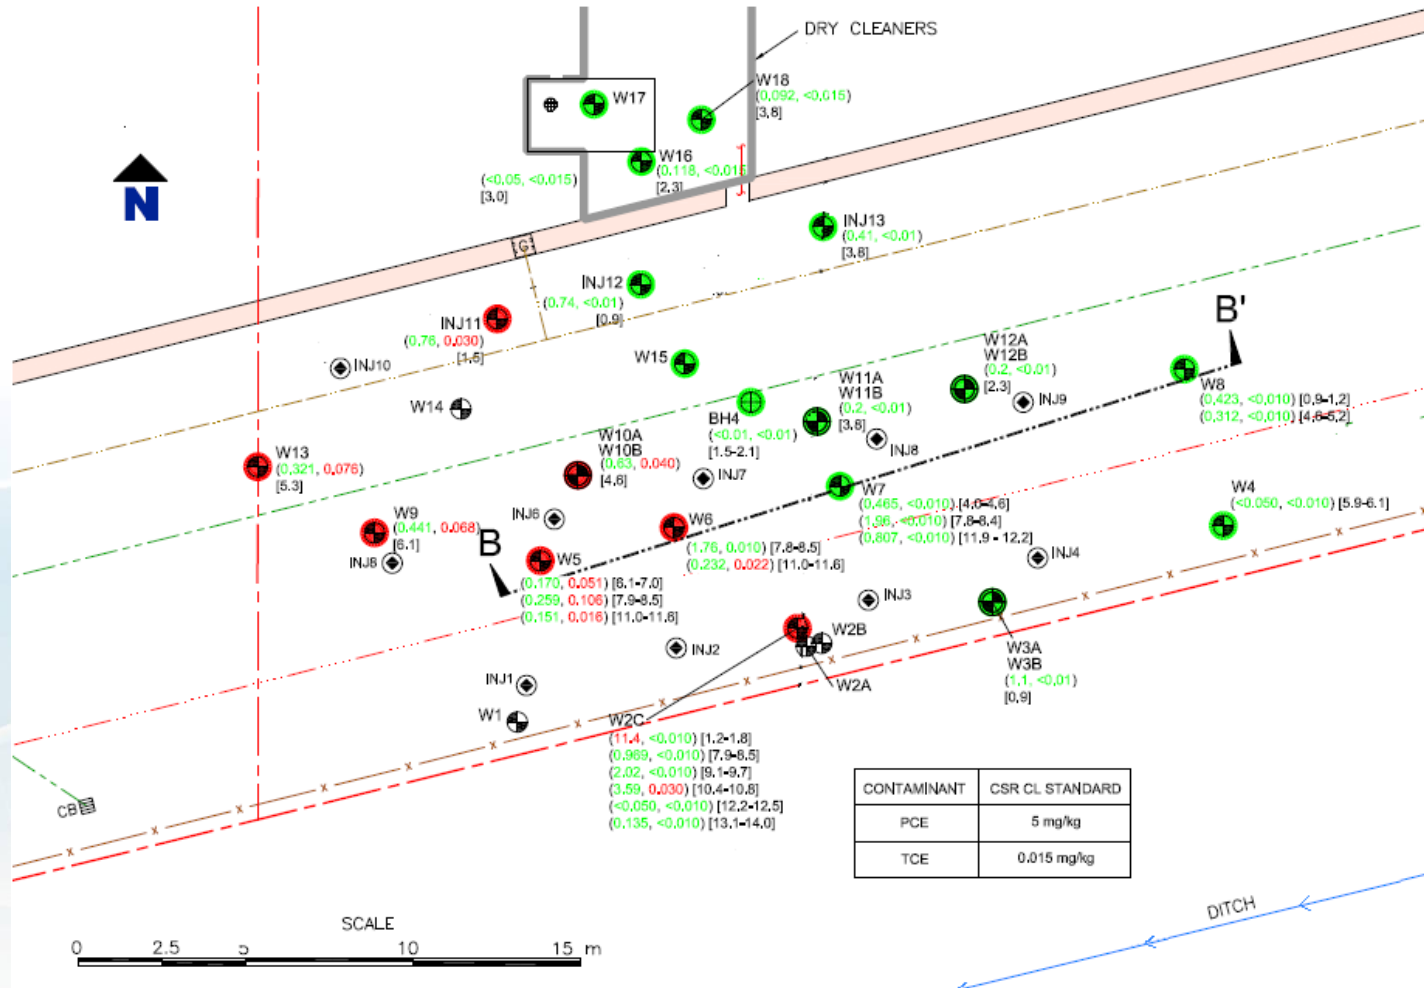 DRY CLEANERS
W18
(0.092, <0.015)
[3.8]
W17
W16
(0.118, <0.015
[2.3]
(<0.05, <0.015)
[3.0]
N
G
INJ13
(0.41, <0.01)
[3.8]
INJ12
(0.74, <0.01)
[0.9]
INJ11
(0.76, 0.030)
[1.5]
INJ10
W14
W15
B'
W12A
W12B
(0.2, <0.01)
[2.3]
W11A
W11B
(0.2, <0.01)
[3.8]
INJ9
INJ8
W8
(0.423, <0.010) [0.9-1.2]
(0.312, <0.010) [4.6-5.2]
BH4
(<0.01, <0.01)
[1.5-2.1]
W10A
W10B
(0.63, 0.040)
[4.6]
INJ7
W13
(0.321, 0.076)
[5.3]
W9
(0.441, 0.068)
[6.1]
INJ6
INJ8
B
W5
(0.170, 0.051) [6.1-7.0]
(0.259, 0.106) [7.9-8.5]
(0.151, 0.016) [11.0-11.6]
W6
(1.76, 0.010) [7.8-8.5]
(0.232, 0.022) [11.0-11.6]
W7
(0.465, <0.010) [4.0-4.6]
(1.96, <0.010) [7.8-8.4]
(0.807, <0.010) [11.9 - 12.2]
W4
(<0.050, <0.010) [5.9-6.1]
INJ4
INJ3
W2B
W2A
INJ2
INJ1
W1
W3A
W3B
(1.1, <0.01)
[0.9]
W2C
(11.4, <0.010) [1.2-1.8]
(0.969, <0.010) [7.9-8.5]
(2.02, <0.010) [9.1-9.7]
(3.59, 0.030) [10.4-10.8]
(<0.050, <0.010) [12.2-12.5]
(0.135, <0.010) [13.1-14.0]
CB
CONTAMINANT CSR CL STANDARD
PCE 5 mg/kg
TCE 0.015 mg/kg
DITCH
SCALE
0 2.5 5 10 15 m